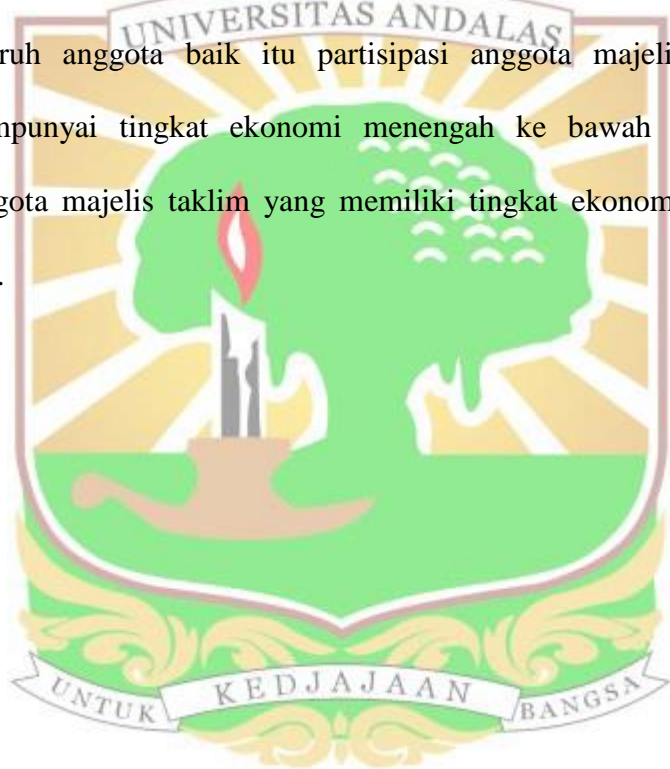 UNIVERSITAS ANDALAS
ruh anggota baik itu partisipasi anggota majeli
mpunyai tingkat ekonomi menengah ke bawah
gota majelis taklim yang memiliki tingkat ekonom
.
UNTUK KEDJAJAAN BANGSA